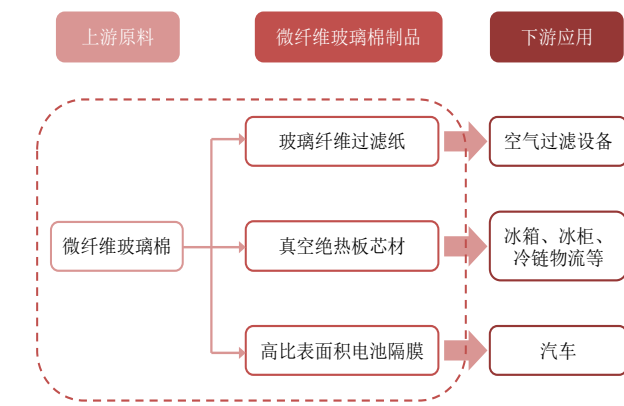 上游原料
微纤维玻璃棉制品
下游应用
玻璃纤维过滤纸
空气过滤设备
微纤维玻璃棉
真空绝热板芯材
冰箱、冰柜、
冷链物流等
高比表面积电池隔膜
汽车